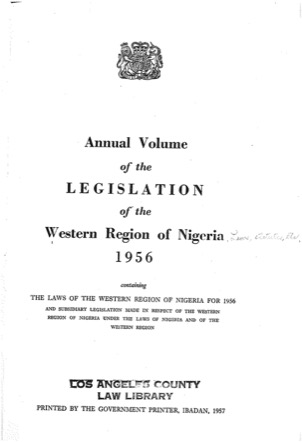 Annual Volume
of the
LEGISLATION
of the
Western Region of Nigeria
1956
containing
THE LAWS OF THE WESTERN REGION OF NIGERIA FOR 1956
AND SUBSIDIARY LEGISLATION MADE IN RESPECT OF THE WESTERN
REGION OF NIGERIA UNDER THE LAWS OF NIGERIA AND OF THE
WESTERN REGION
LOS ANGELES COUNTY
LAW LIBRARY
PRINTED BY THE GOVERNMENT PRINTER, IBADAN, 1957